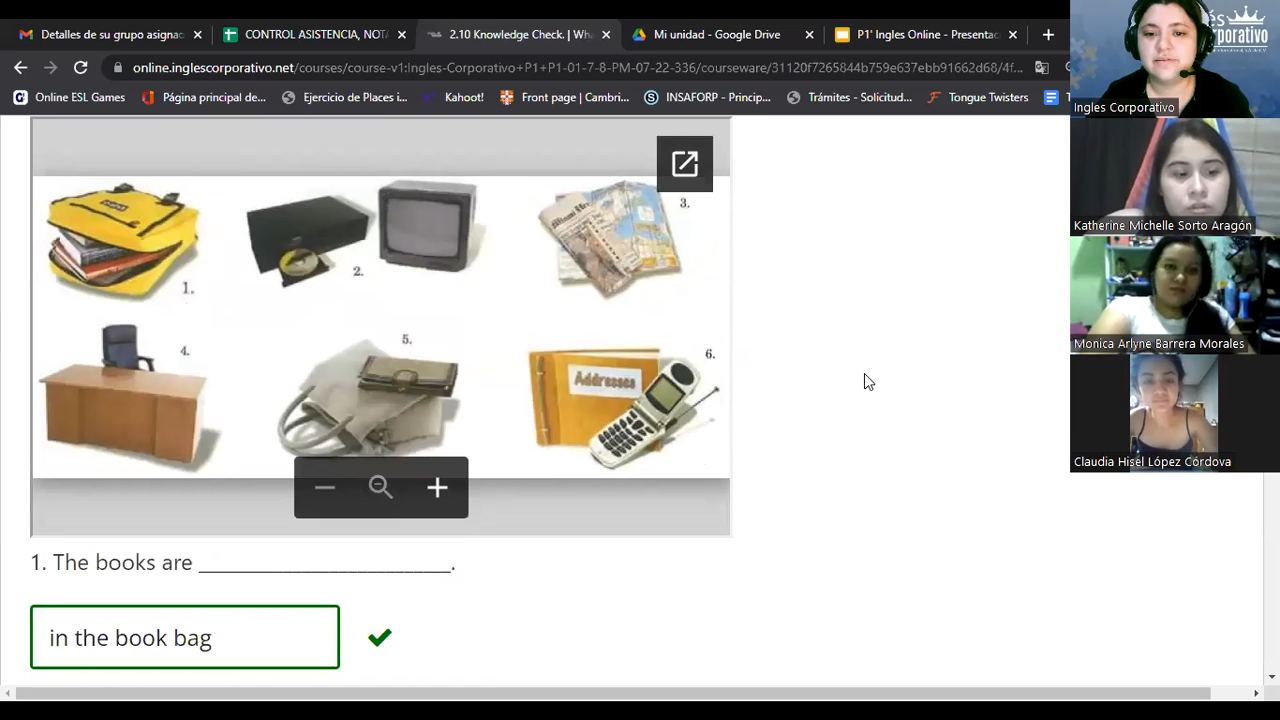 Detalles de su grupo asignac
CONTROL ASISTENCIA, NOTA
2.10 Knowledge Check. | Wha
Mi unidad - Google Drive
P1' Ingles Online - Presentac
online.inglescorporativo.net/courses/course-v1:Ingles-Corporativo+P1+P1-01-7-8-PM-07-22-336/courseware/31120f7265844b759e637ebb91662d68/4f...
Online ESL Games
Página principal de...
Ejercicio de Places i...
Kahoot!
Front page | Cambri...
INSAFORP - Princip...
Trámites - Solicitud...
Tongue Twisters
Ingles Corporativo
Katherine Michelle Sorto Aragón
Monica Arlyne Barrera Morales
Claudia Hisel López Córdova
1.
2.
3.
4.
5.
6.
Addresses
1. The books are ________________________.
in the book bag